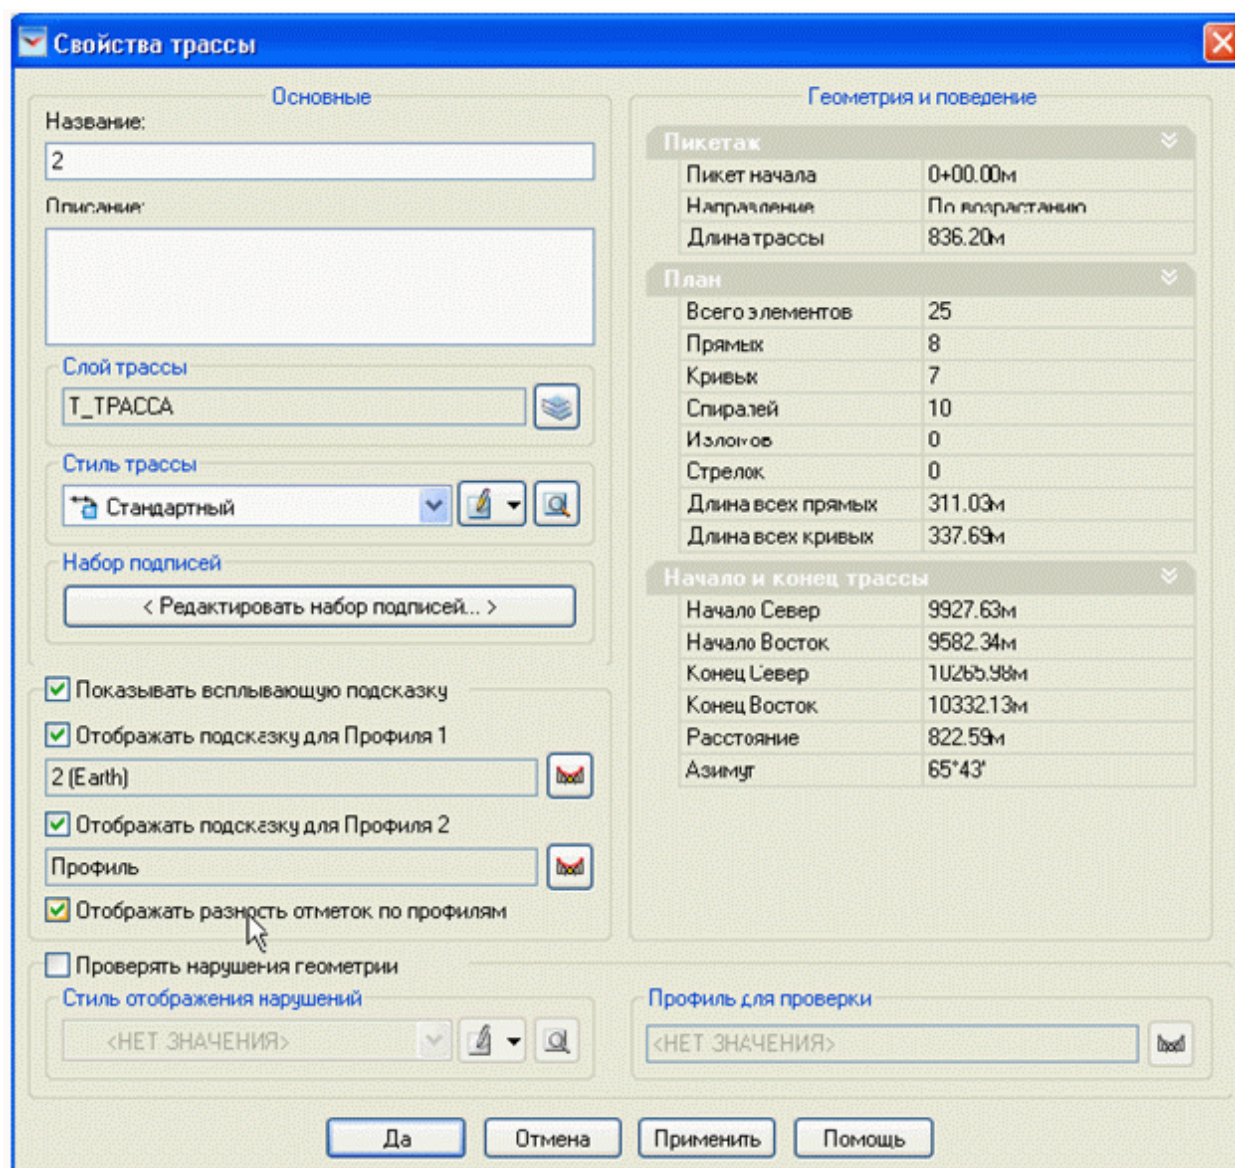 Свойства трассы
Основные
Название:
2
Описание:
Слой трассы
Т_ТРАССА
Стиль трассы
Стандартный
Набор подписей
< Редактировать набор подписей... >
Показывать всплывающую подсказку
Отображать подсказку для Профиля 1
2 (Earth)
Отображать подсказку для Профиля 2
Профиль
Отображать разность отметок по профилям
Геометрия и поведение
Пикетаж
Пикет начала 0+00.00м
Направление По возрастанию
Длина трассы 836.20м
План
Всего элементов 25
Прямых 8
Кривых 7
Спиралей 10
Изломов 0
Стрелок 0
Длина всех прямых 311.03м
Длина всех кривых 337.69м
Начало и конец трассы
Начало Север 9927.63м
Начало Восток 9582.34м
Конец Север 10265.98м
Конец Восток 10332.13м
Расстояние 822.59м
Азимут 65°43'
Проверять нарушения геометрии
Стиль отображения нарушений
<НЕТ ЗНАЧЕНИЯ>
Профиль для проверки
<НЕТ ЗНАЧЕНИЯ>
Да Отмена Применить Помощь